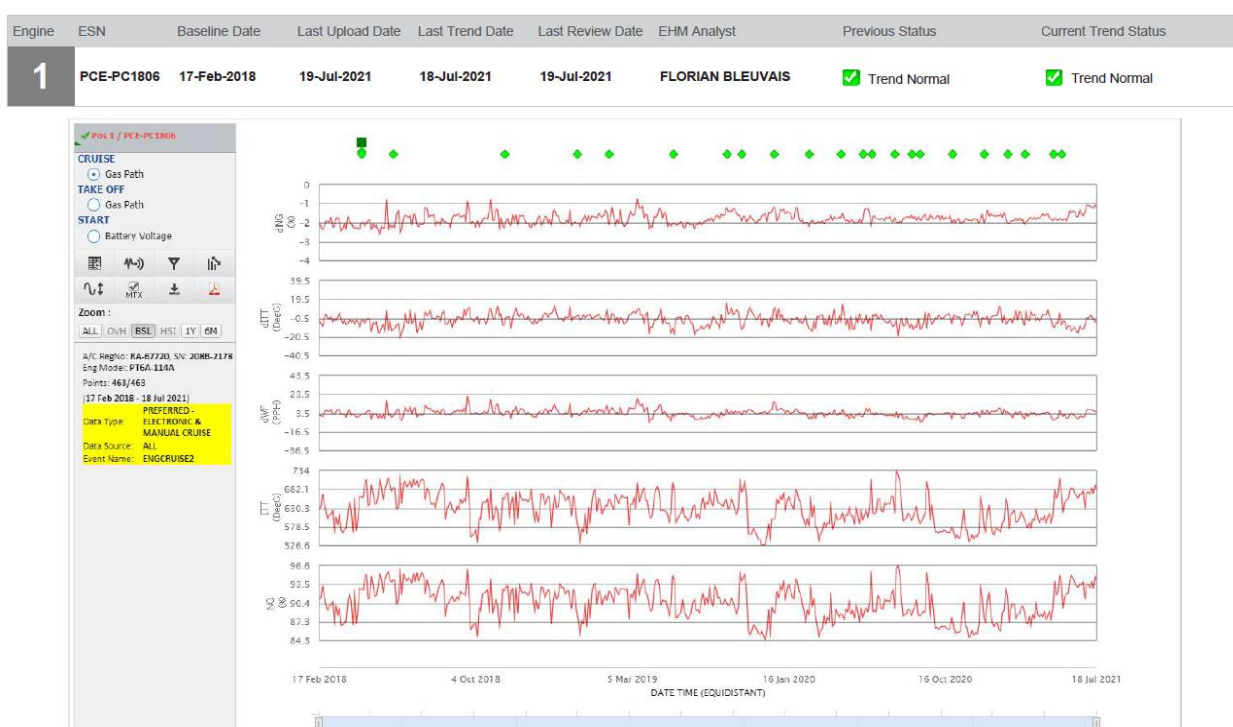 Engine ESN Baseline Date Last Upload Date Last Trend Date Last Review Date EHM Analyst Previous Status Current Trend Status
1 PCE-PC1806 17-Feb-2018 19-Jul-2021 18-Jul-2021 19-Jul-2021 FLORIAN BLEUVAIS Trend Normal Trend Normal
Pos 1 / PCE-PC1806
CRUISE
Gas Path
TAKE OFF
Gas Path
START
Battery Voltage
MTX
Zoom :
ALL OVH BSL HSI 1Y 6M
A/C RegNo: RA-67720, SN: 208B-2178
Eng Model: PT6A-114A
Points: 463/463
(17 Feb 2018 - 18 Jul 2021)
Data Type: PREFERRED - ELECTRONIC & MANUAL CRUISE
Data Source: ALL
Event Name: ENGCRUISE2
dNG
(%)
0
-1
-2
-3
-4
dITT
(DegC)
39.5
19.5
-0.5
-20.5
-40.5
dWF
(PPH)
43.5
23.5
3.5
-16.5
-36.5
ITT
(DegC)
734
682.1
630.3
578.5
526.6
NG
(%)
96.6
93.5
90.4
87.3
84.3
17 Feb 2018 4 Oct 2018 5 Mar 2019 16 Jan 2020 16 Oct 2020 18 Jul 2021
DATE TIME (EQUIDISTANT)